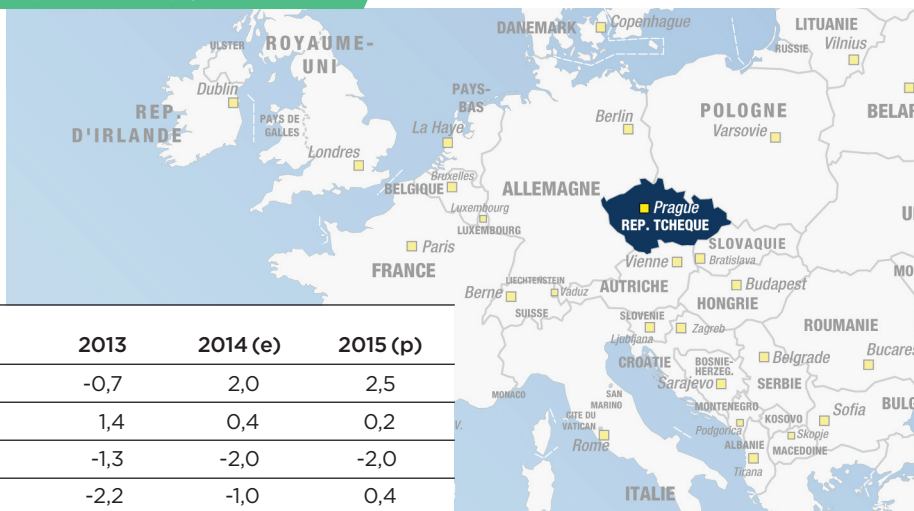 DANEMARK
Copenhague
LITUANIE
Vilnius
RUSSIE
ULSTER
ROYAUME-
UNI
Dublin
REP.
D'IRLANDE
PAYS DE
GALLES
Londres
PAYS-
BAS
La Haye
Berlin
POLOGNE
Varsovie
BELAR
Bruxelles
BELGIQUE
ALLEMAGNE
Luxembourg
LUXEMBOURG
Prague
REP. TCHEQUE
U
Paris
FRANCE
SLOVAQUIE
Vienne
Bratislava
MO
LIECHTENSTEIN
Berne
Vaduz
SUISSE
AUTRICHE
Budapest
HONGRIE
SLOVENIE
Ljubljana
Zagreb
ROUMANIE
CROATIE
BOSNIE-
HERZEG.
Sarajevo
Belgrade
SERBIE
Bucares
MONACO
SAN
MARINO
CITE DU
VATICAN
Rome
MONTENEGRO
Podgorica
KOSOVO
Skopje
Sofia
BULG
ALBANIE
MACEDOINE
Tirana
ITALIE
V.
2013 2014 (e) 2015 (p)
-0,7 2,0 2,5
1,4 0,4 0,2
-1,3 -2,0 -2,0
-2,2 -1,0 0,4